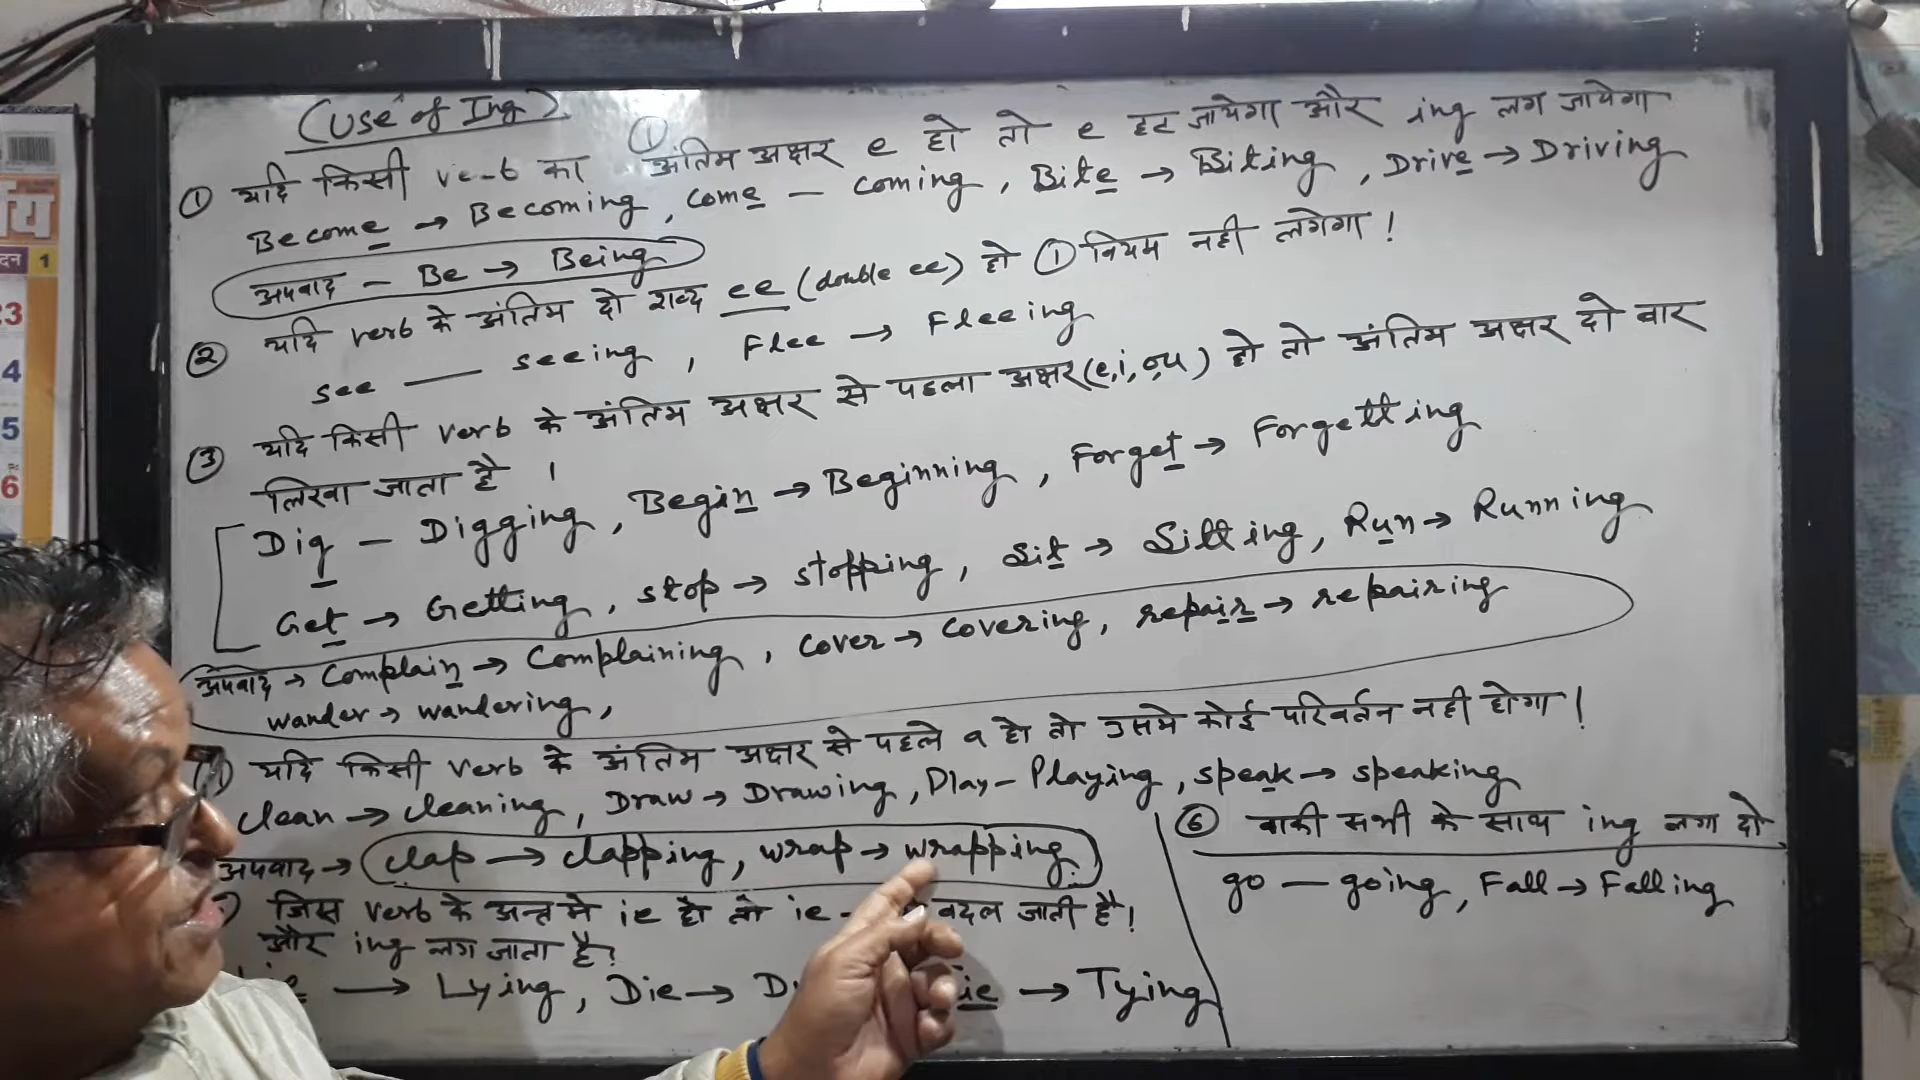 (Use of Ing)
① यदि किसी verb का ① अंतिम अक्षर e हो तो e हट जायेगा और ing लग जायेगा
Become → Becoming, come — coming, Bite → Biting, Drive → Driving
अपवाद — Be → Being
② यदि verb के अंतिम दो शब्द ee (double ee) हो ① नियम नही लगेगा !
see — seeing, Flee → Fleeing
③ यदि किसी verb के अंतिम अक्षर से पहला अक्षर (e,i,o,u) हो तो अंतिम अक्षर दो बार
लिखा जाता है ।
Dig — Digging, Begin → Beginning, Forget → Forgetting
Get → Getting, stop → stopping, Sit → Sitting, Run → Running
अपवाद → Complain → Complaining, cover → covering, repair → repairing
wander → wandering,
यदि किसी verb के अंतिम अक्षर से पहले a हो तो उसमे कोई परिवर्तन नही होगा !
clean → cleaning, Draw → Drawing, Play – Playing, speak → speaking
अपवाद → clap → clapping, wrap → wrapping
जिस verb के अन्त मे ie हो तो ie - बदल जाती है !
और ing लग जाता है ?
→ Lying, Die → D ie → Tying
⑥ बाकी सभी के साथ ing लगा दो
go — going, Fall → Falling
23
4
5
6
1